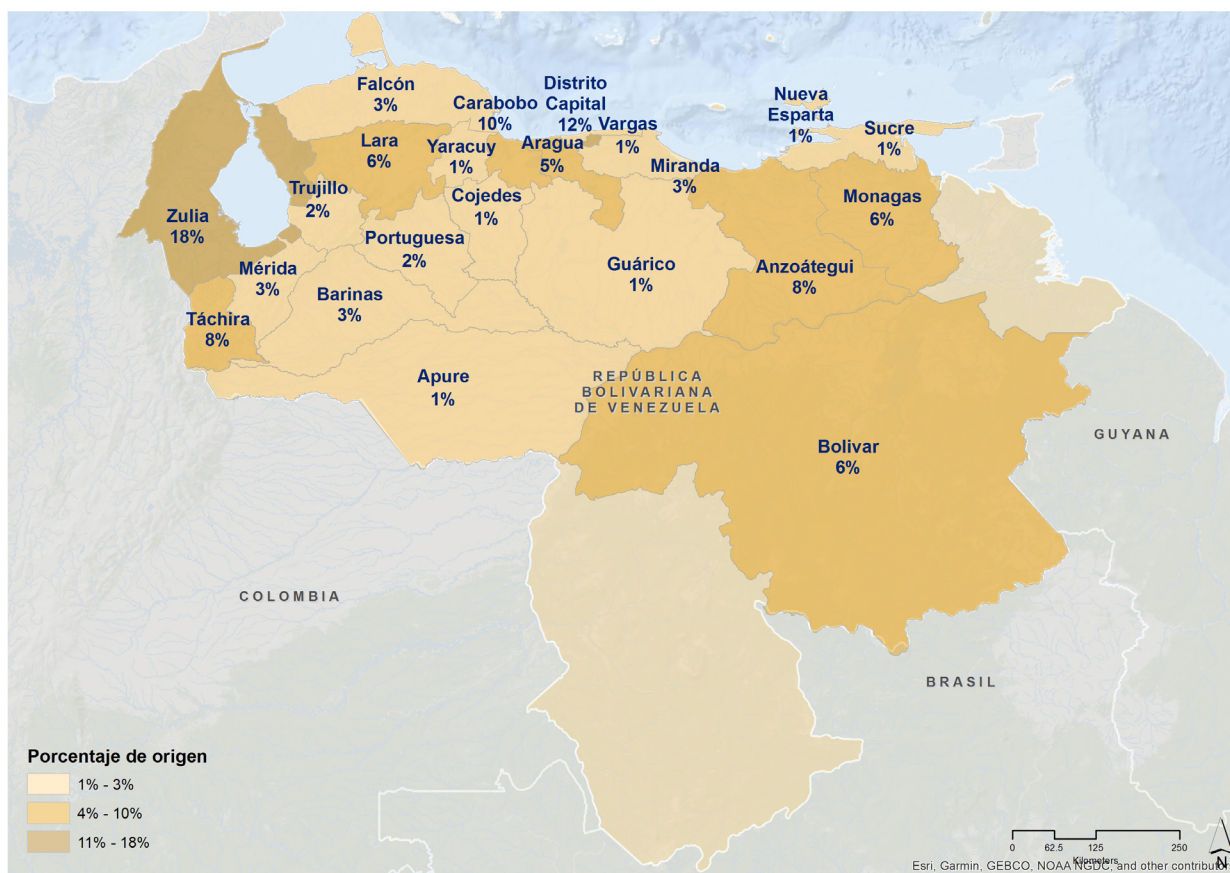 Falcón
3%
Carabobo
10%
Distrito
Capital
12%
Vargas
1%
Nueva
Esparta
1%
Sucre
1%
Lara
6%
Yaracuy
1%
Aragua
5%
Miranda
3%
Monagas
6%
Zulia
18%
Trujillo
2%
Cojedes
1%
Portuguesa
2%
Guárico
1%
Anzoátegui
8%
Mérida
3%
Barinas
3%
Táchira
8%
Apure
1%
REPÚBLICA
BOLIVARIANA
DE VENEZUELA
GUYANA
Bolivar
6%
COLOMBIA
BRASIL
Porcentaje de origen
1% - 3%
4% - 10%
11% - 18%
0 62.5 125 250
Kilometers
N
Esri, Garmin, GEBCO, NOAA NGDC, and other contributors